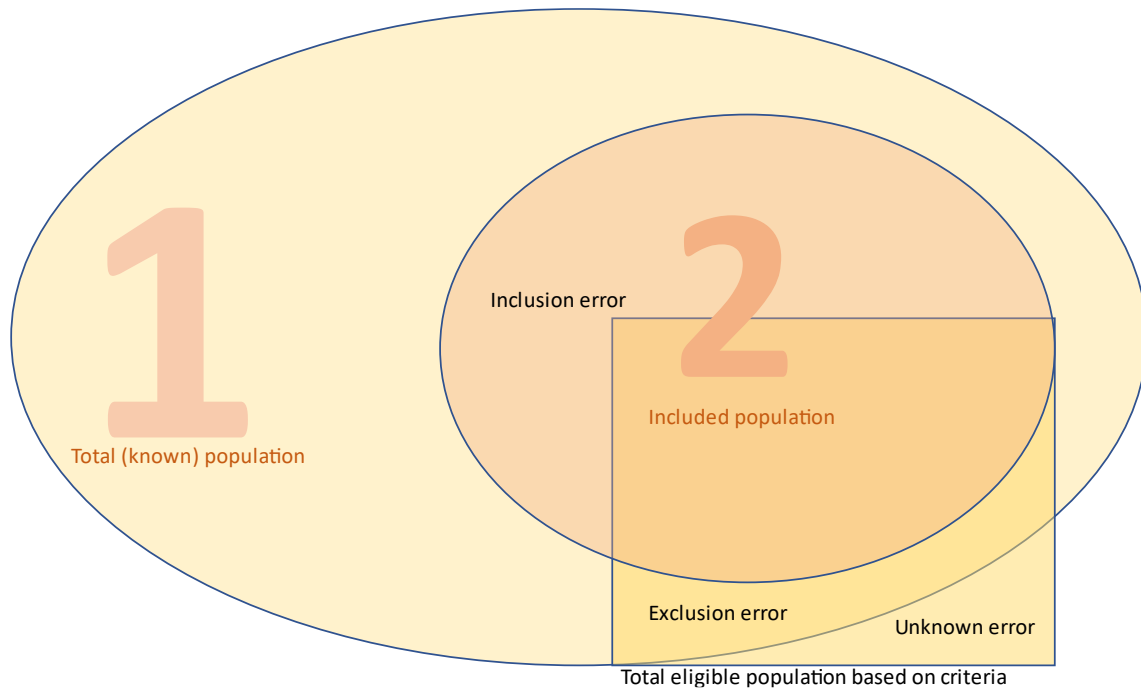 1
2
Inclusion error
Included population
Total (known) population
Exclusion error
Unknown error
Total eligible population based on criteria